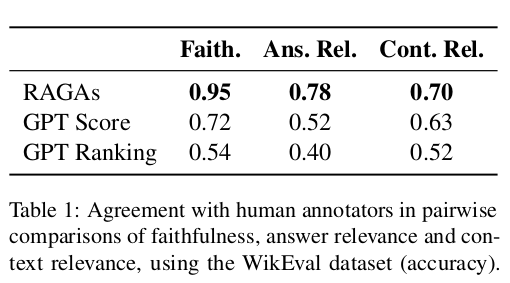 Faith. Ans. Rel. Cont. Rel.
RAGAs 0.95 0.78 0.70
GPT Score 0.72 0.52 0.63
GPT Ranking 0.54 0.40 0.52
Table 1: Agreement with human annotators in pairwise
comparisons of faithfulness, answer relevance and con-
text relevance, using the WikEval dataset (accuracy).